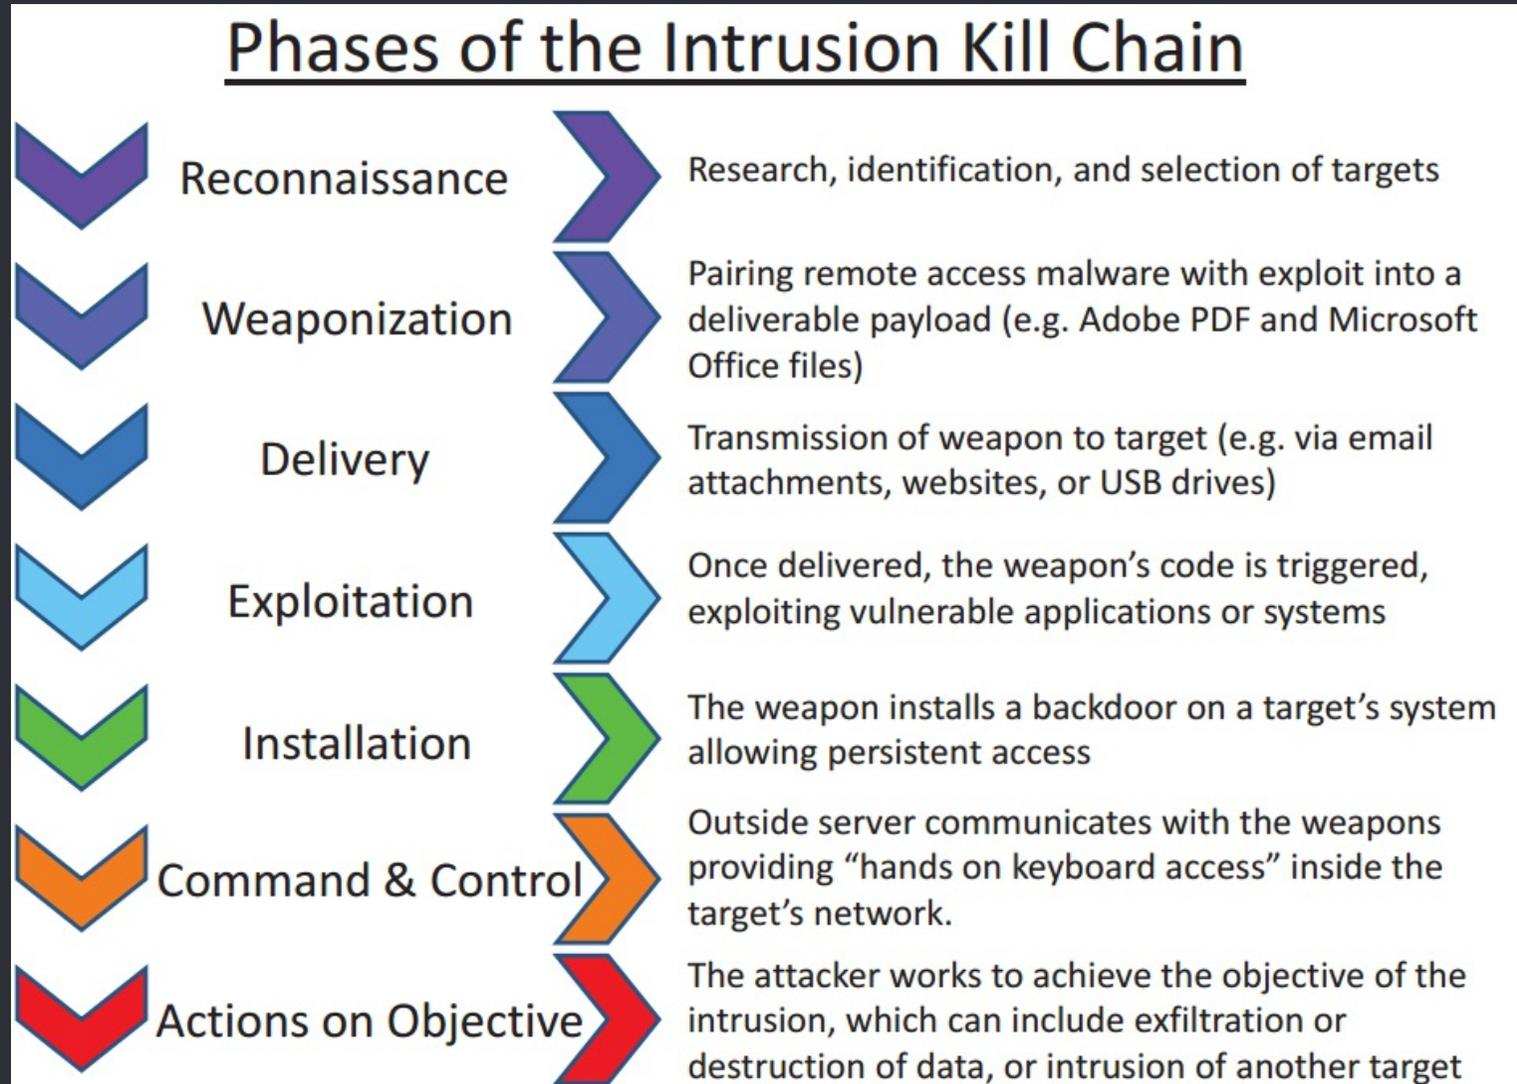 Phases of the Intrusion Kill Chain
Reconnaissance
Research, identification, and selection of targets
Weaponization
Pairing remote access malware with exploit into a
deliverable payload (e.g. Adobe PDF and Microsoft
Office files)
Delivery
Transmission of weapon to target (e.g. via email
attachments, websites, or USB drives)
Exploitation
Once delivered, the weapon’s code is triggered,
exploiting vulnerable applications or systems
Installation
The weapon installs a backdoor on a target’s system
allowing persistent access
Command & Control
Outside server communicates with the weapons
providing “hands on keyboard access” inside the
target’s network.
Actions on Objective
The attacker works to achieve the objective of the
intrusion, which can include exfiltration or
destruction of data, or intrusion of another target